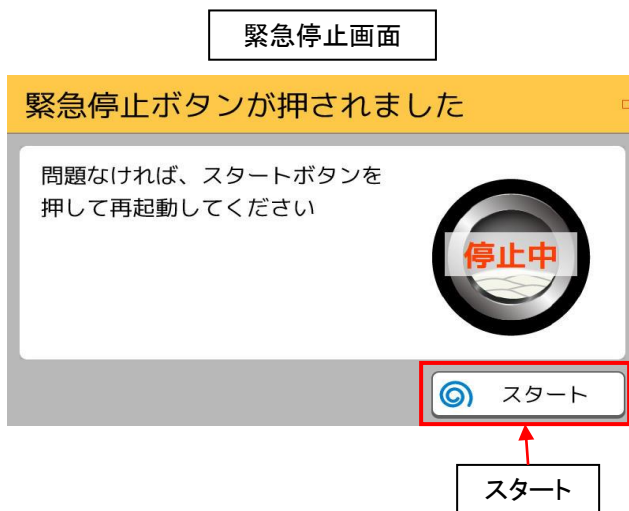 緊急停止画面
緊急停止ボタンが押されました
問題なければ、スタートボタンを
押して再起動してください
停止中
スタート
スタート